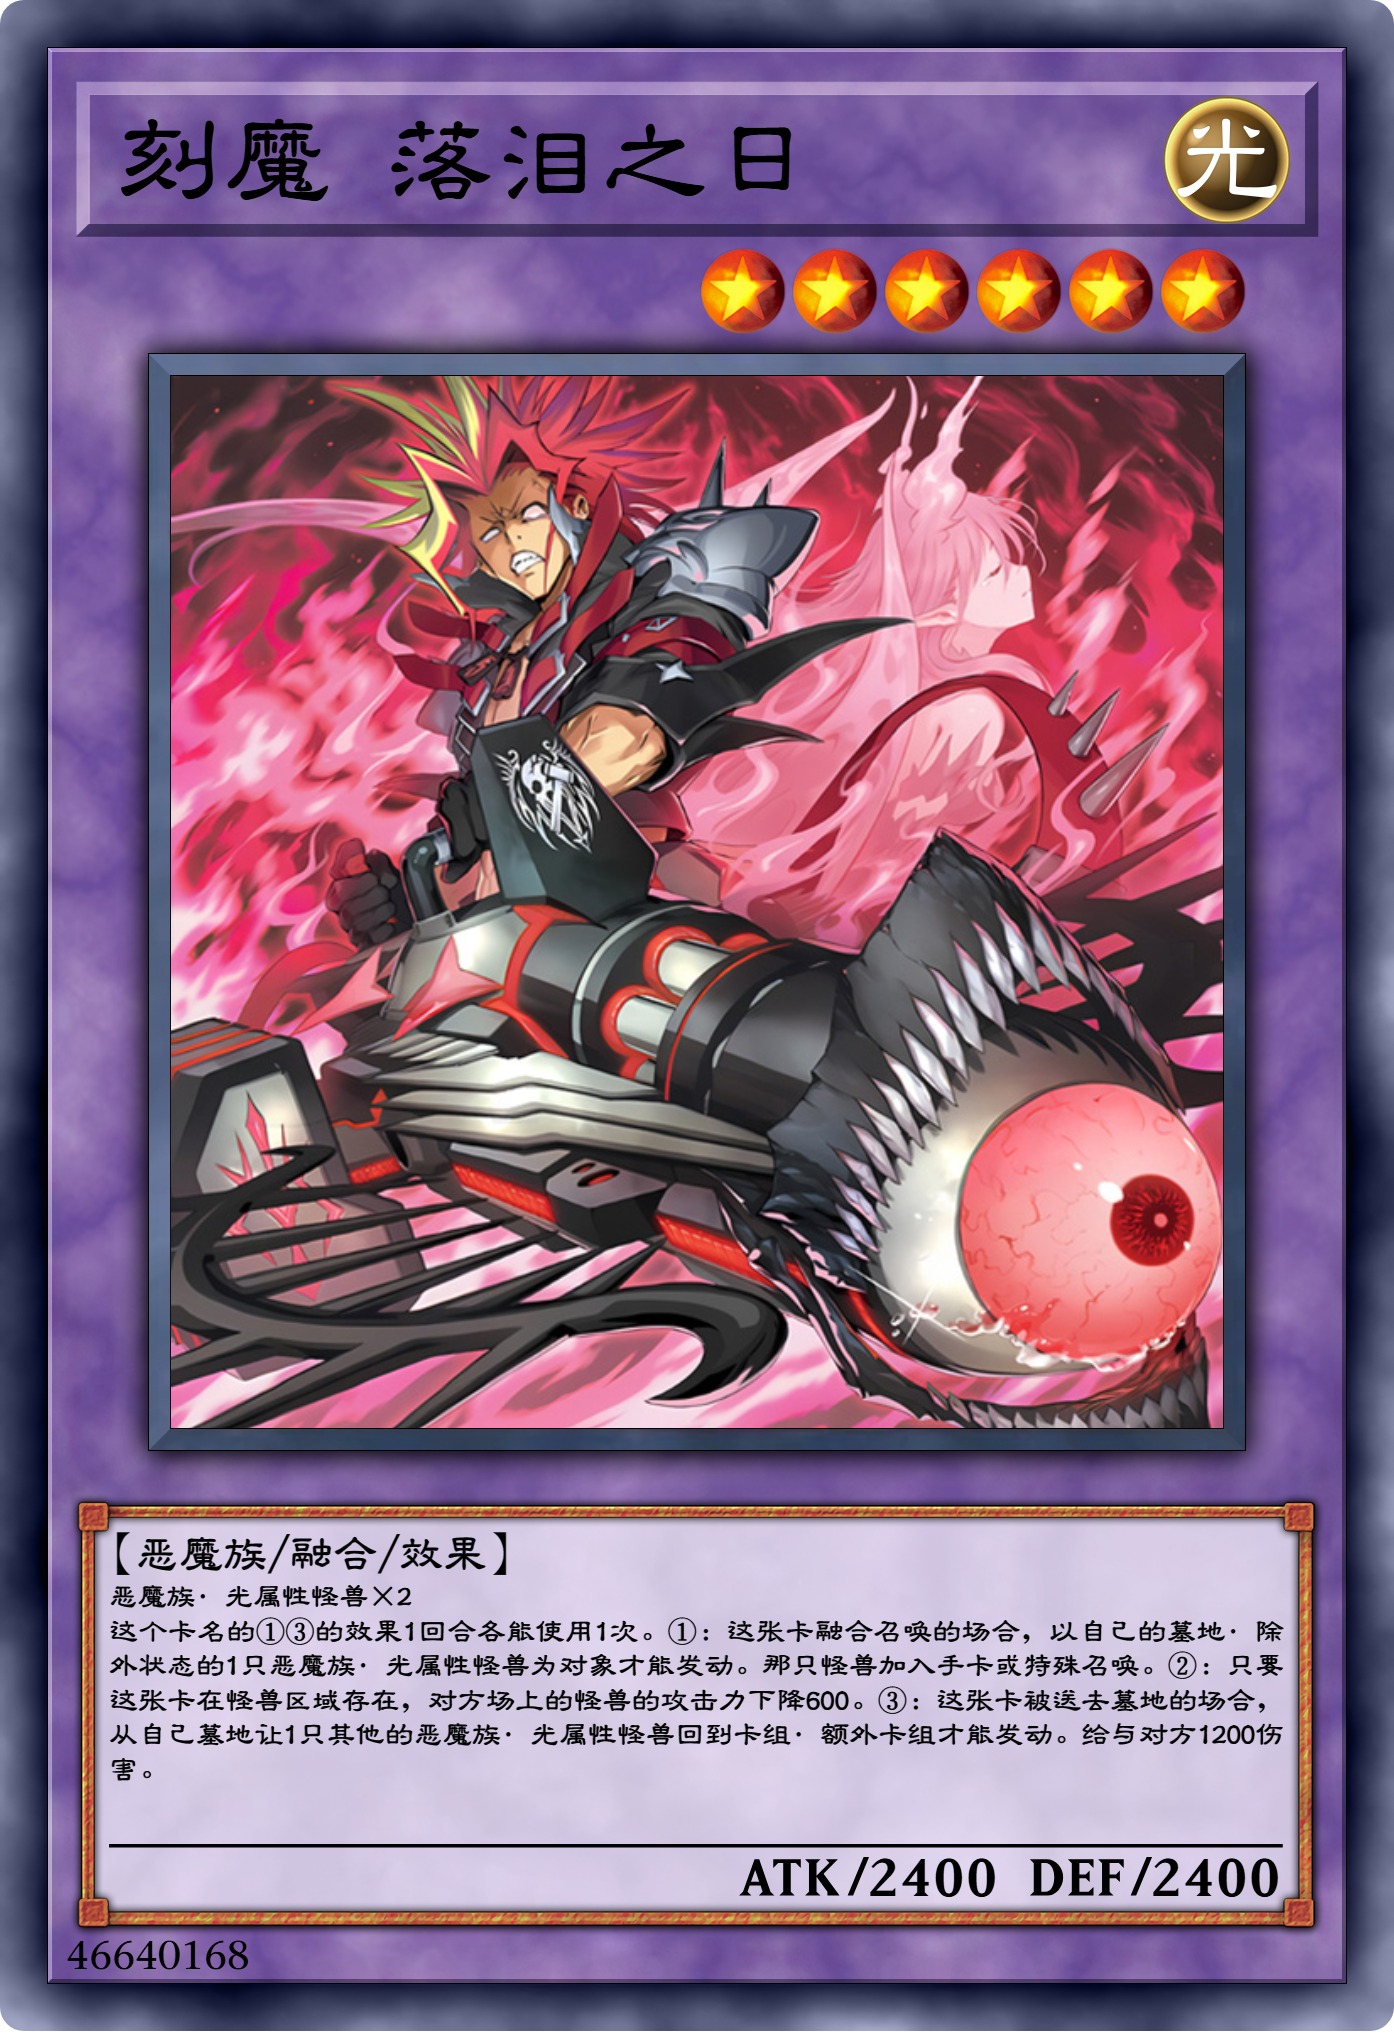 刻魔 落泪之日
光
【恶魔族/融合/效果】
恶魔族·光属性怪兽×2
这个卡名的①③的效果1回合各能使用1次。①：这张卡融合召唤的场合，以自己的墓地·除
外状态的1只恶魔族·光属性怪兽为对象才能发动。那只怪兽加入手卡或特殊召唤。②：只要
这张卡在怪兽区域存在，对方场上的怪兽的攻击力下降600。③：这张卡被送去墓地的场合，
从自己墓地让1只其他的恶魔族·光属性怪兽回到卡组·额外卡组才能发动。给与对方1200伤
害。
ATK/2400 DEF/2400
46640168